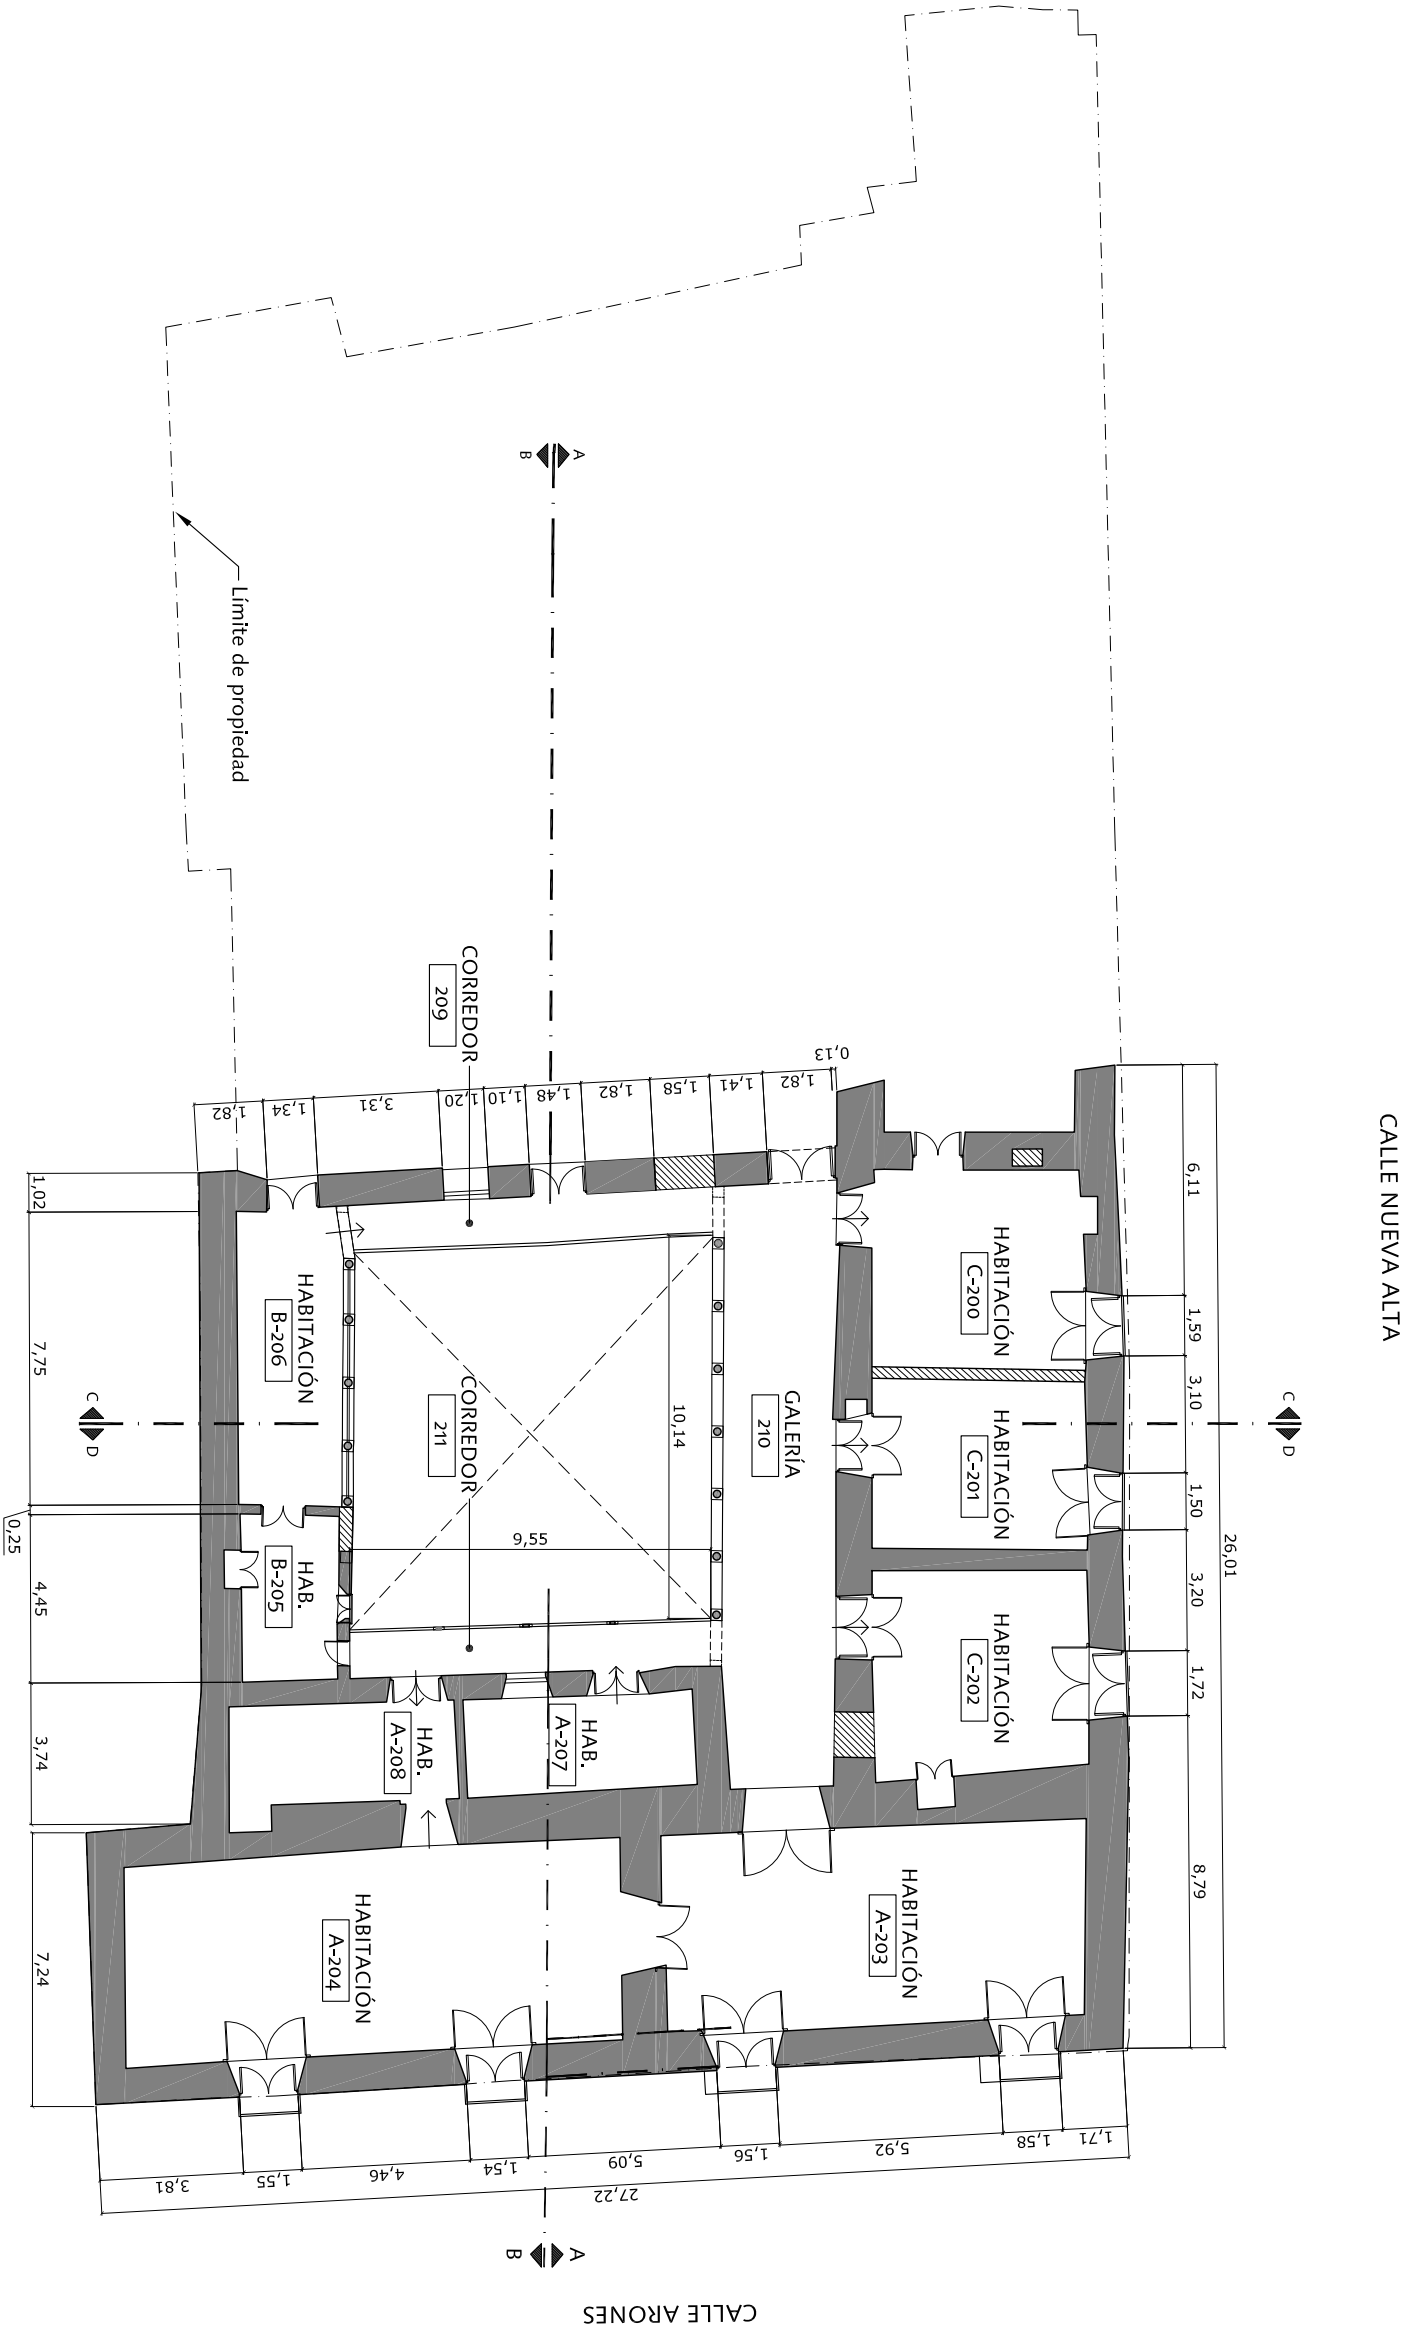 CALLE NUEVA ALTA
A
B
Límite de propiedad
CORREDOR
209
0,13
1,82
1,41
1,58
1,82
1,48
1,10
1,20
3,31
1,34
1,82
1,02
7,75
0,25
4,45
3,74
7,24
6,11
1,59
3,10
1,50
3,20
1,72
8,79
26,01
HABITACIÓN
C-200
HABITACIÓN
C-201
HABITACIÓN
C-202
GALERÍA
210
10,14
9,55
CORREDOR
211
HABITACIÓN
B-206
HAB.
B-205
C
D
C
D
HAB.
A-207
HAB.
A-208
HABITACIÓN
A-203
HABITACIÓN
A-204
3,81
1,55
4,46
1,54
5,09
1,56
5,92
1,58
1,71
27,22
A
B
CALLE ARONES